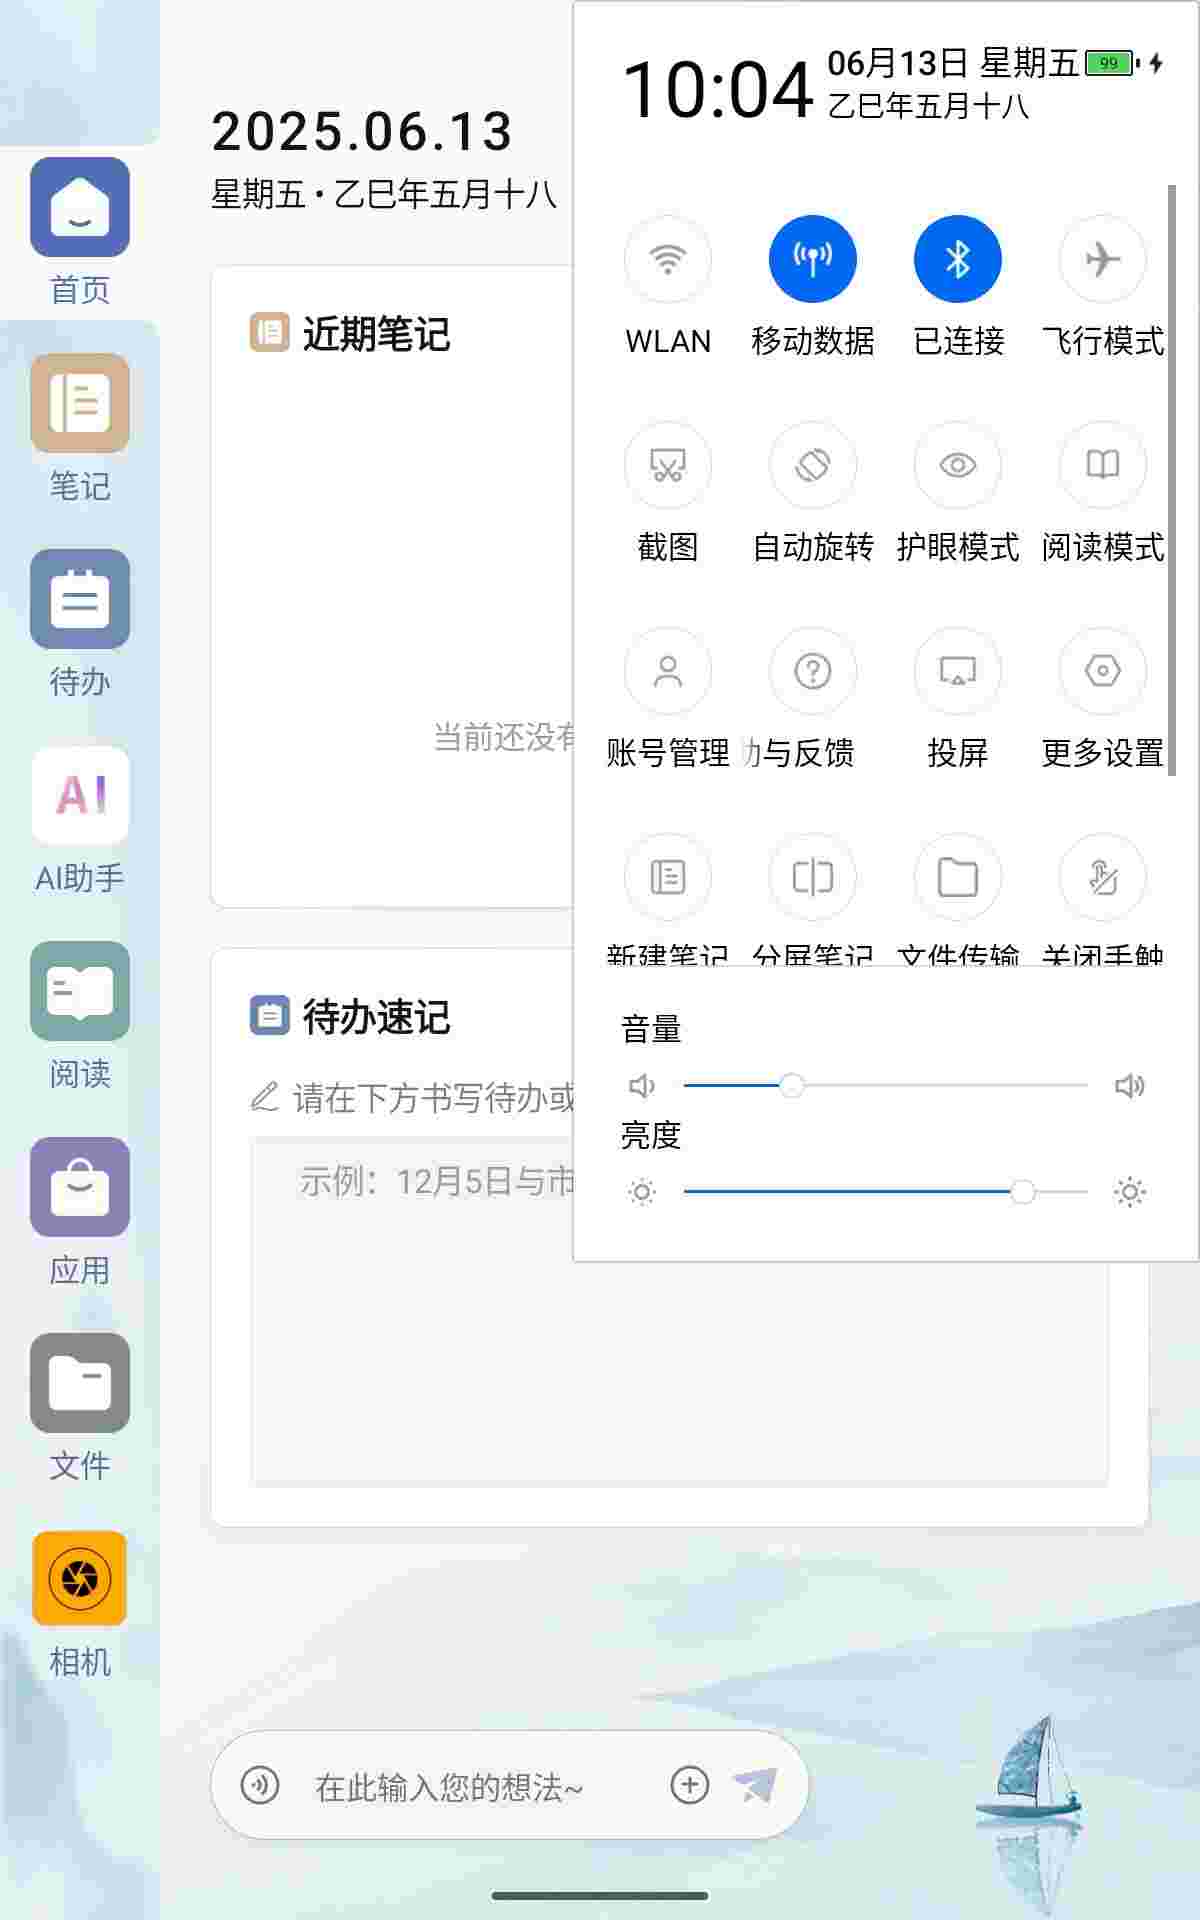 10:04
06月13日 星期五
99
乙巳年五月十八
2025.06.13
星期五·乙巳年五月十八
首页
笔记
待办
AI
AI助手
阅读
应用
文件
相机
近期笔记
当前还没有
待办速记
请在下方书写待办或
示例：12月5日与市
WLAN
移动数据
已连接
飞行模式
截图
自动旋转
护眼模式
阅读模式
账号管理
助与反馈
投屏
更多设置
新建笔记
分屏笔记
文件传输
关闭手触
音量
亮度
在此输入您的想法~